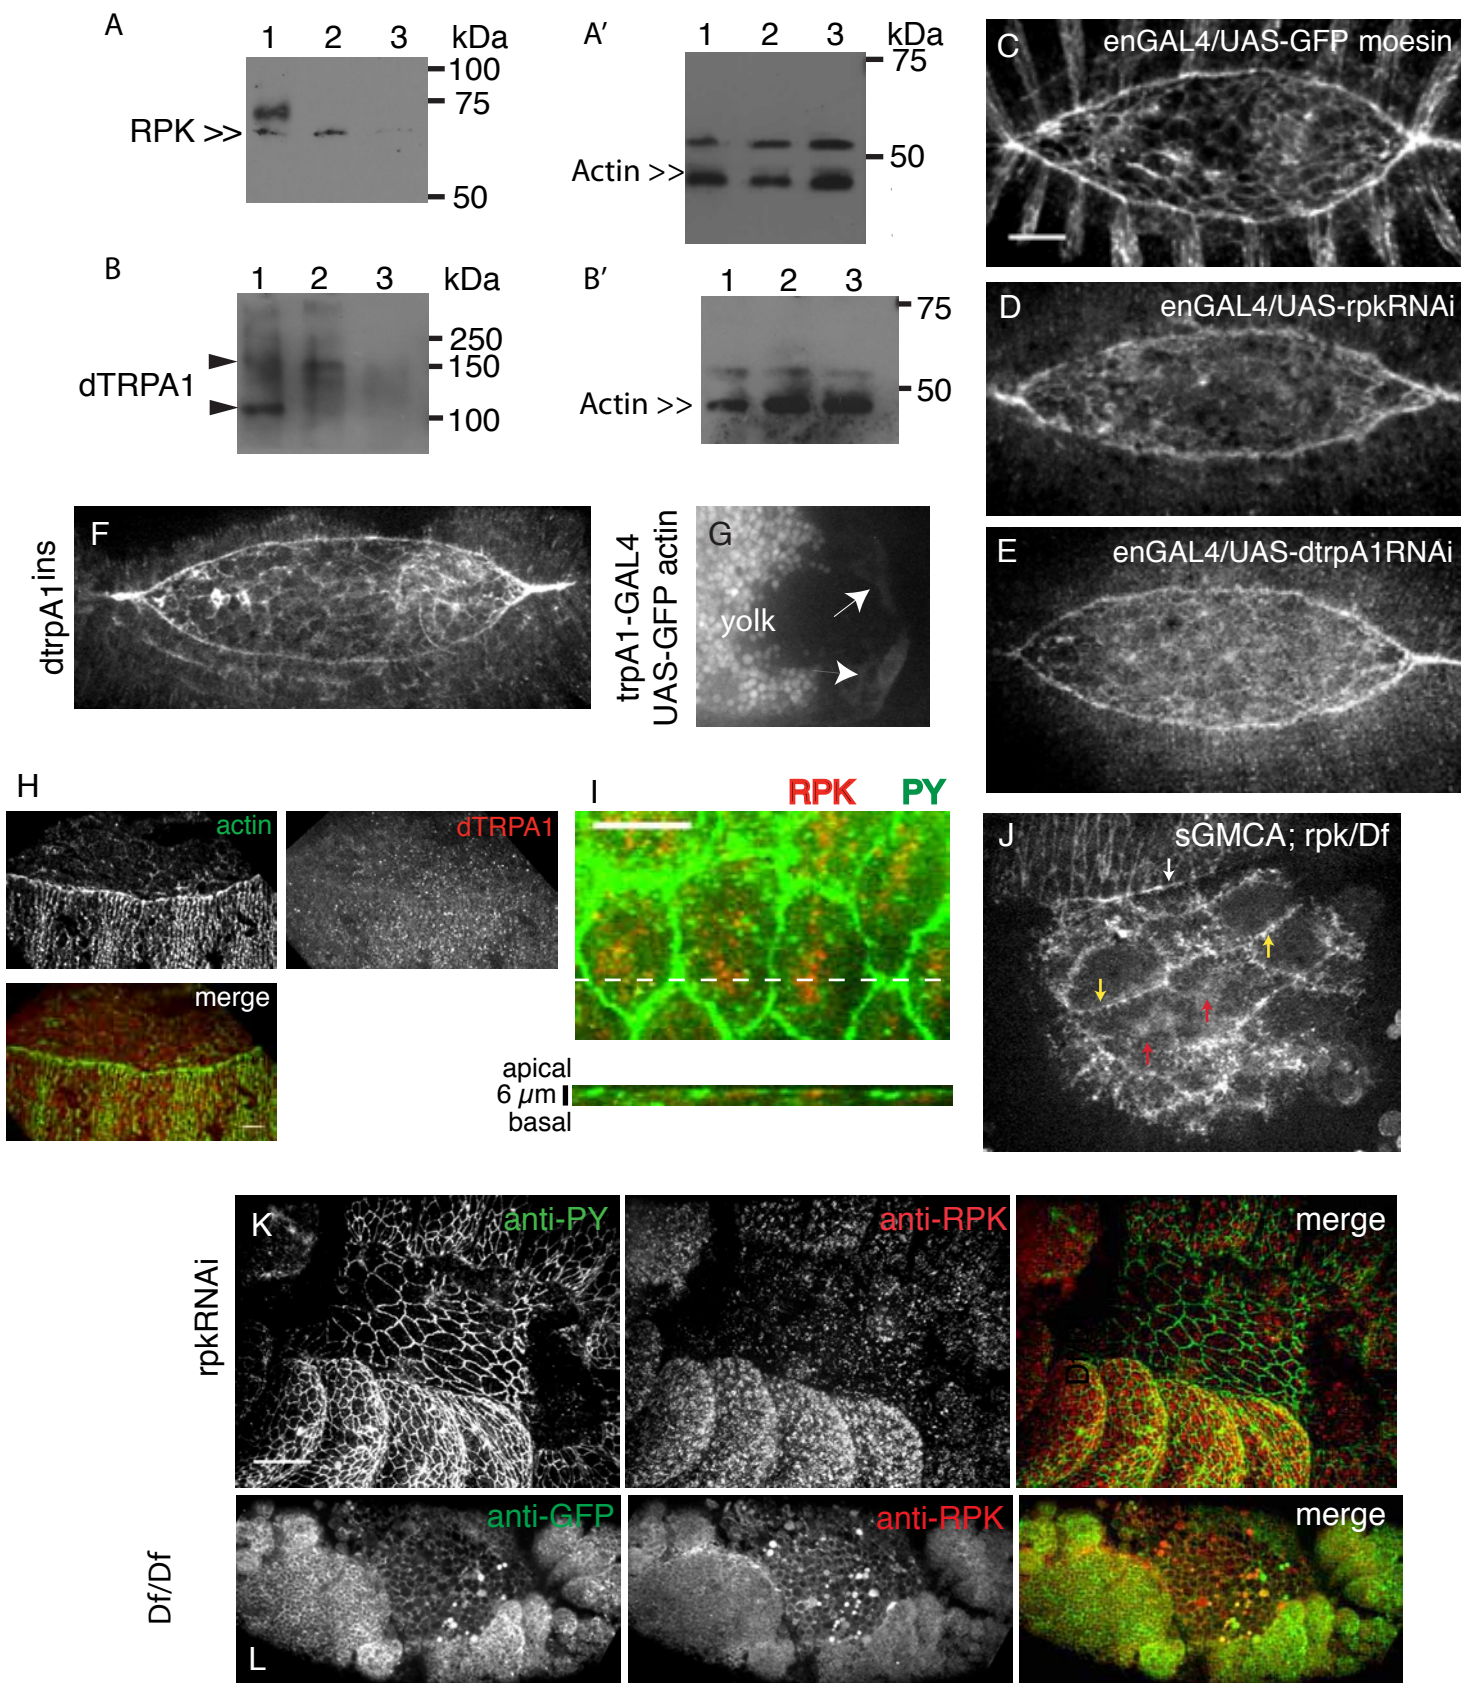 A
1 2 3 kDa
100
75
RPK >>
50
A′
1 2 3 kDa
75
50
Actin >>
B
1 2 3 kDa
250
150
dTRPA1
100
B′
1 2 3 kDa
75
50
Actin >>
C enGAL4/UAS-GFP moesin
D enGAL4/UAS-rpkRNAi
E enGAL4/UAS-dtrpA1RNAi
dtrpA1ins
F
trpA1-GAL4
UAS-GFP actin
G
yolk
H
actin
dTRPA1
merge
I
RPK PY
apical
6 µm
basal
J sGMCA; rpk/Df
rpkRNAi
K anti-PY
anti-RPK
merge
Df/Df
L anti-GFP
anti-RPK
merge